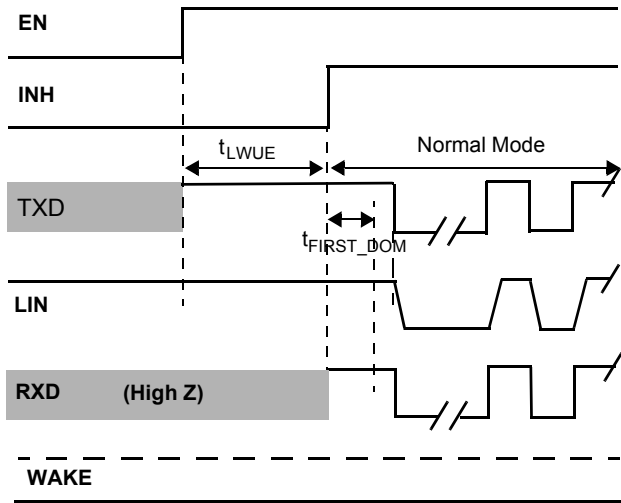 EN
INH
tLWUE
Normal Mode
TXD
tFIRST_DOM
LIN
RXD (High Z)
WAKE